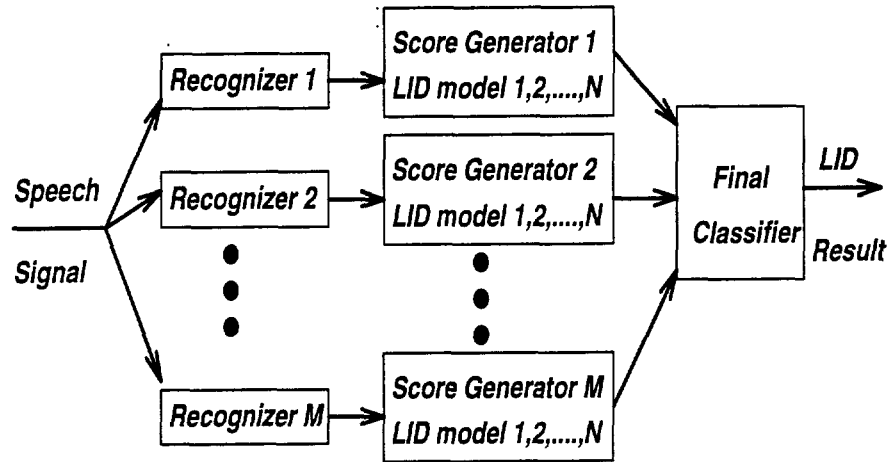 Speech
Signal
Recognizer 1
Score Generator 1
LID model 1,2,....,N
Recognizer 2
Score Generator 2
LID model 1,2,....,N
Recognizer M
Score Generator M
LID model 1,2,....,N
Final
Classifier
LID
Result